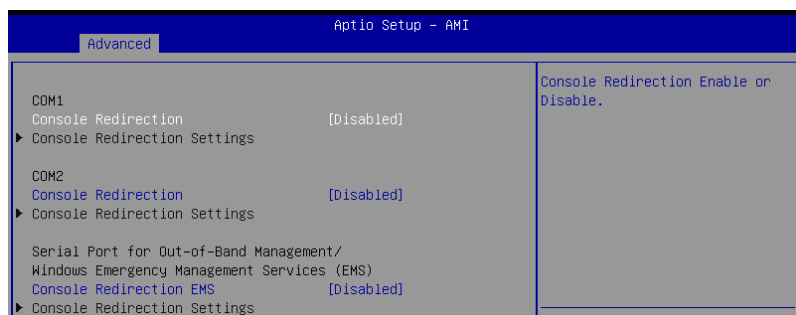 Aptio Setup – AMI
Advanced
COM1
Console Redirection [Disabled]
Console Redirection Settings
COM2
Console Redirection [Disabled]
Console Redirection Settings
Serial Port for Out-of-Band Management/
Windows Emergency Management Services (EMS)
Console Redirection EMS [Disabled]
Console Redirection Settings
Console Redirection Enable or
Disable.